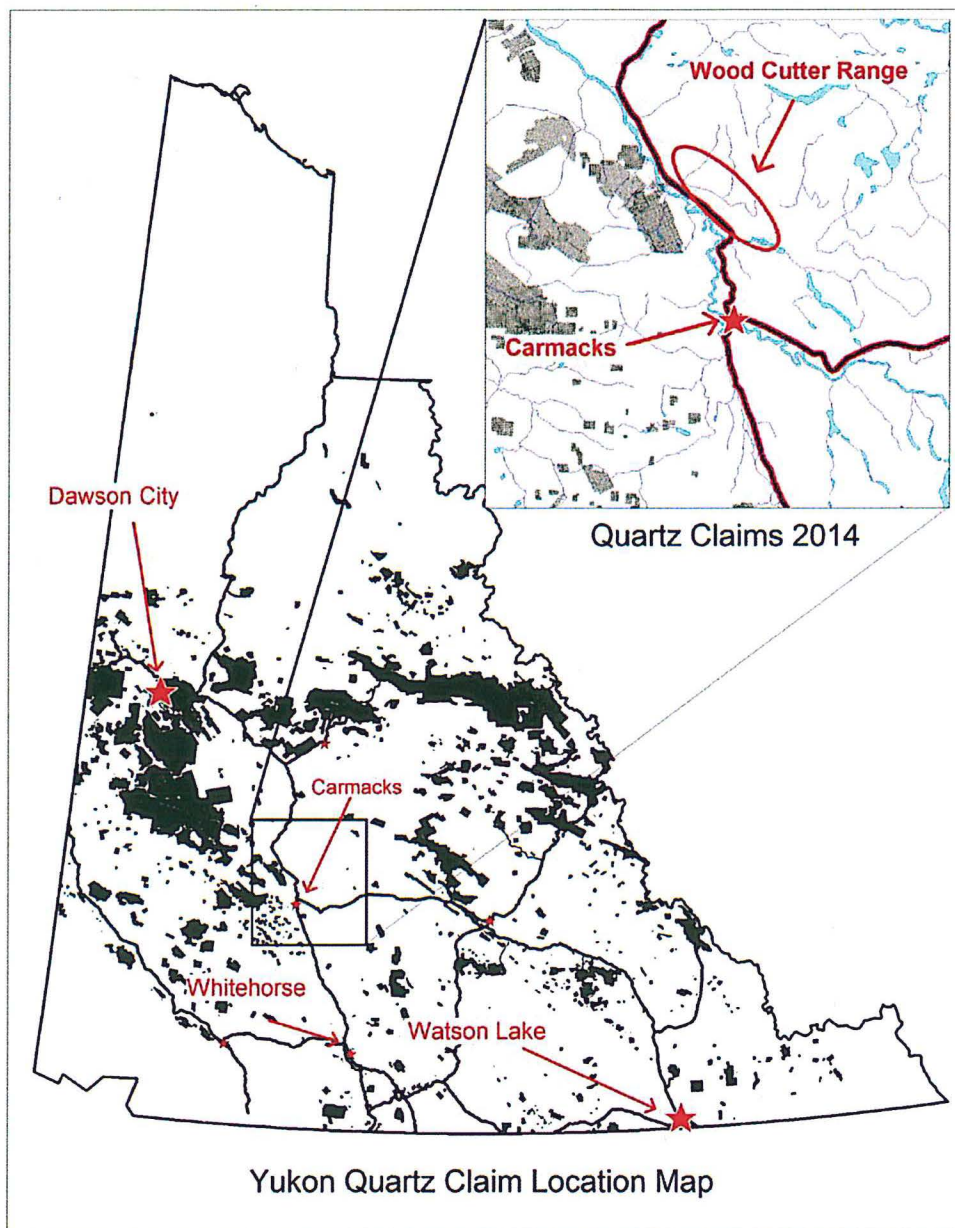 Wood Cutter Range
Carmacks
Quartz Claims 2014
Dawson City
Carmacks
Whitehorse
Watson Lake
Yukon Quartz Claim Location Map